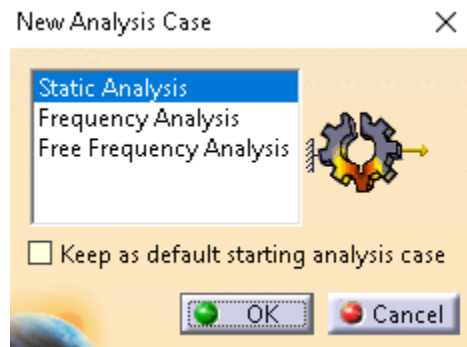 New Analysis Case
Static Analysis
Frequency Analysis
Free Frequency Analysis
Keep as default starting analysis case
OK
Cancel